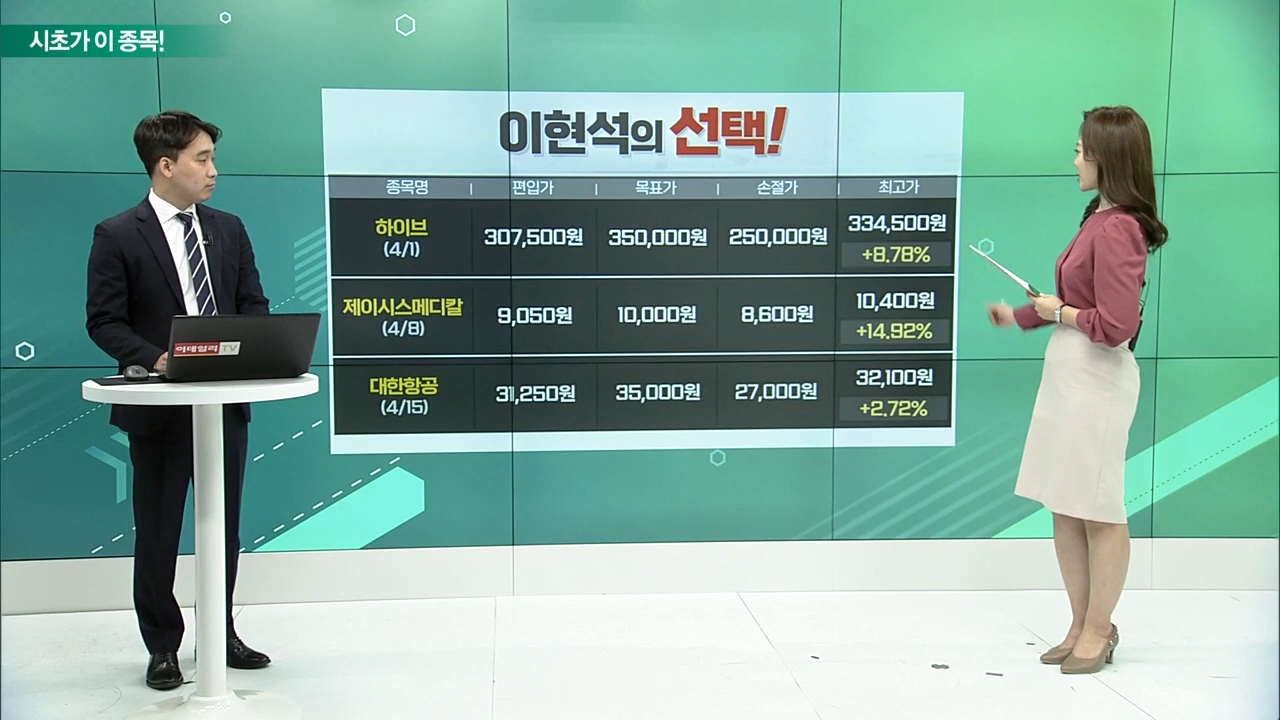 시초가 이 종목!
이현석의 선택!
종목명 편입가 목표가 손절가 최고가
하이브 (4/1) 307,500원 350,000원 250,000원 334,500원 +8.78%
제이시스메디칼 (4/8) 9,050원 10,000원 8,600원 10,400원 +14.92%
대한항공 (4/15) 31,250원 35,000원 27,000원 32,100원 +2.72%
이데일리 TV